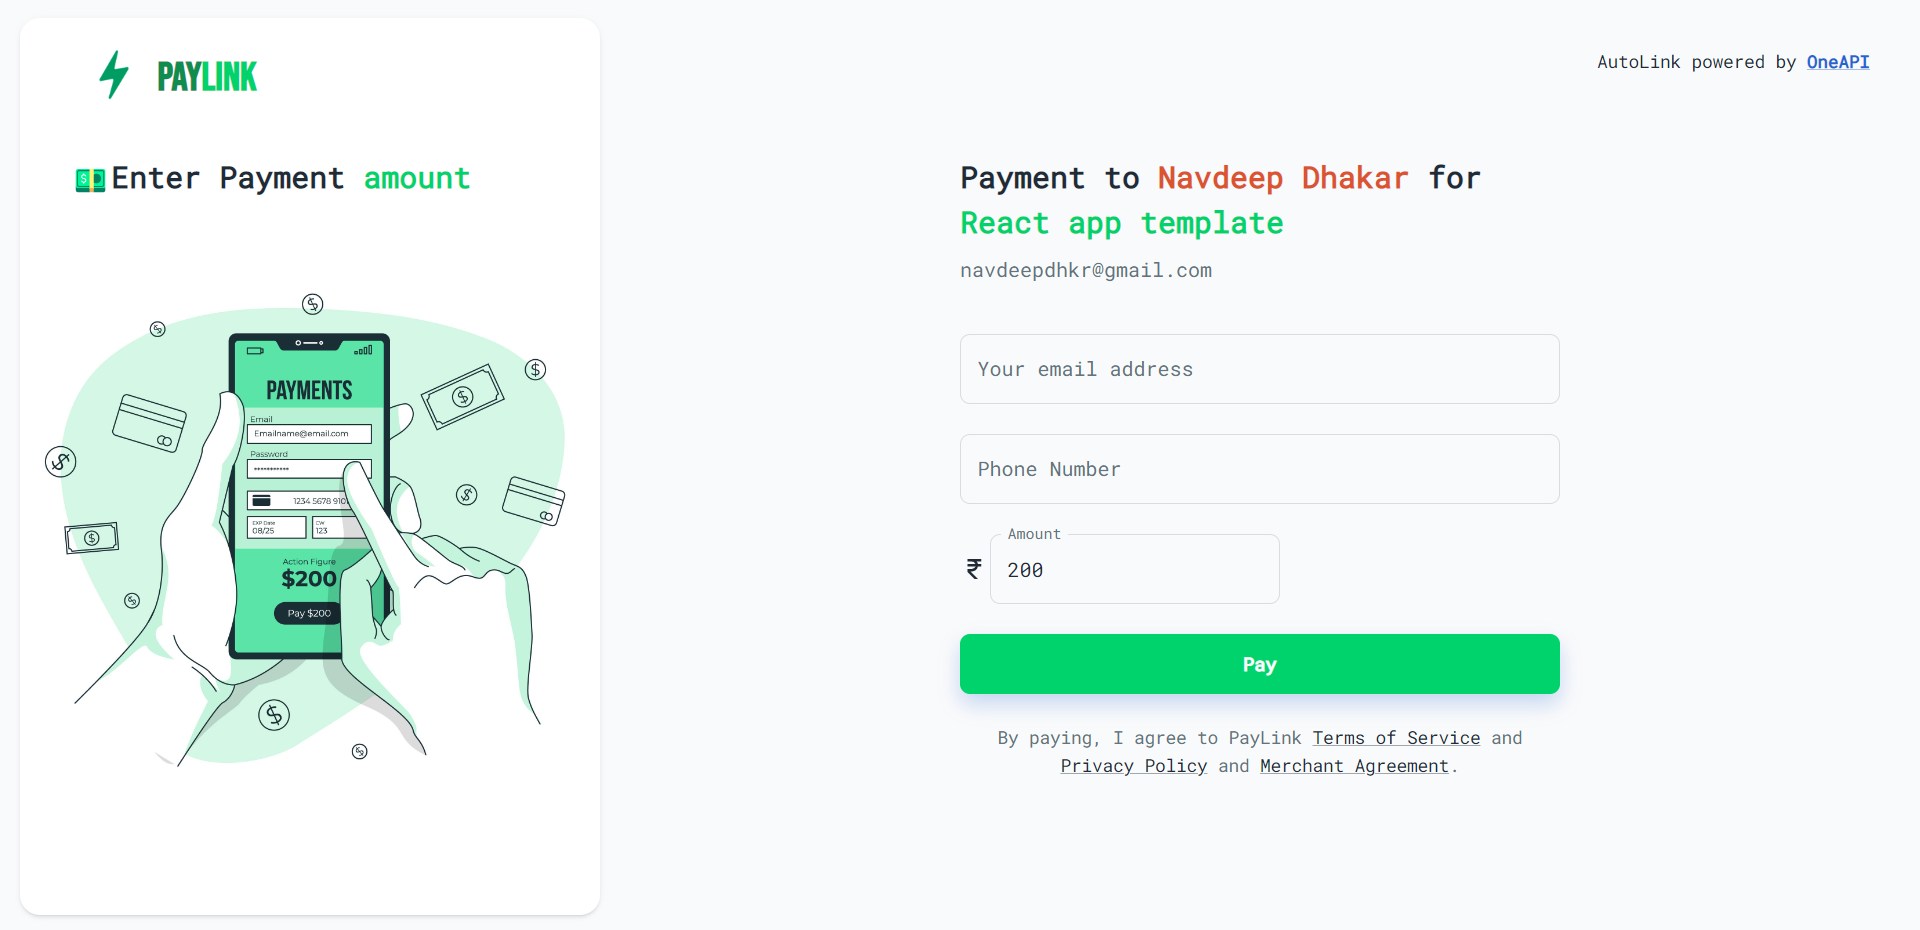 PAYLINK
AutoLink powered by OneAPI
Enter Payment amount
PAYMENTS
Email
Emailname@email.com
Password
***********
1234 5678 910
EXP Date
08/25
CW
123
Action Figure
$200
Pay $200
Payment to Navdeep Dhakar for
React app template
navdeepdhkr@gmail.com
Your email address
Phone Number
Amount
₹ 200
Pay
By paying, I agree to PayLink Terms of Service and
Privacy Policy and Merchant Agreement.